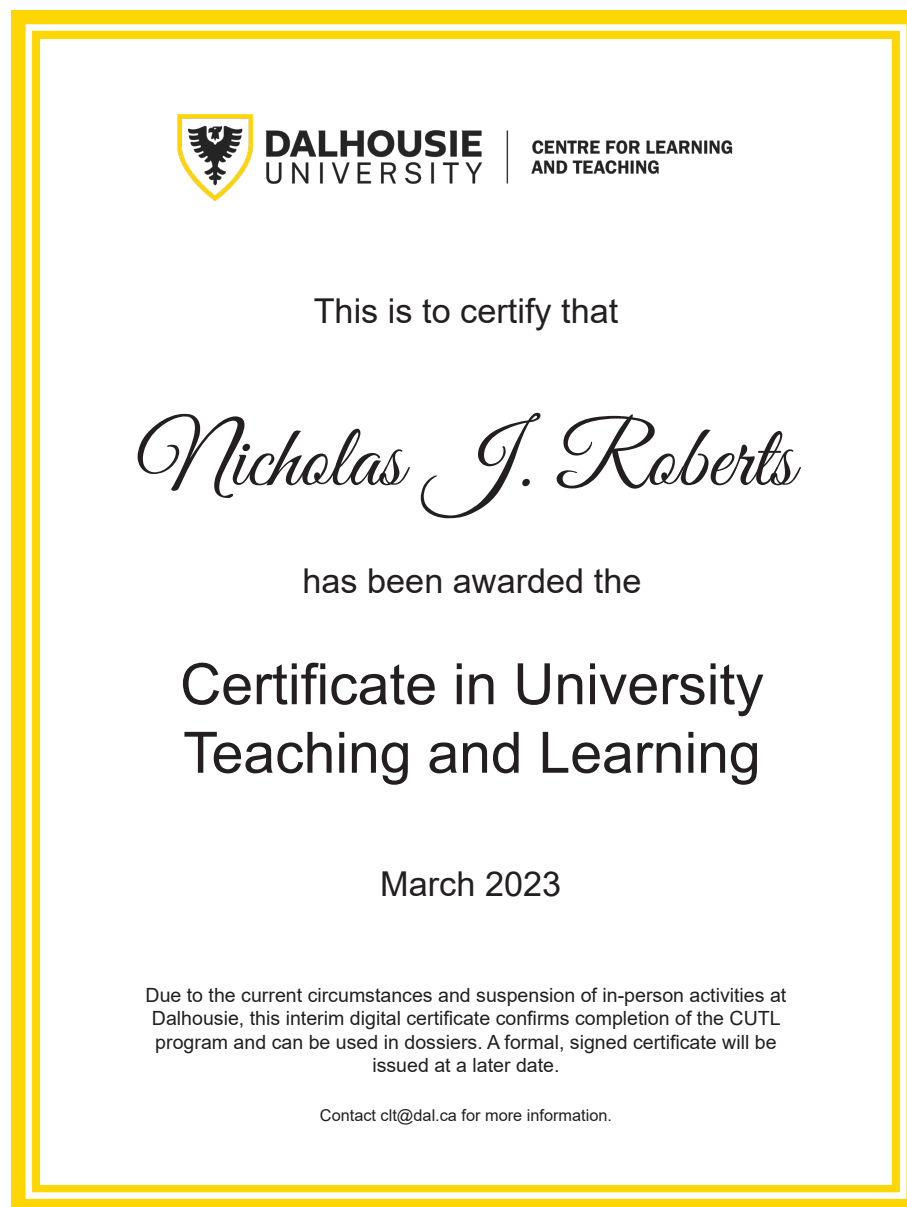 DALHOUSIE
UNIVERSITY
CENTRE FOR LEARNING
AND TEACHING
This is to certify that
Nicholas J. Roberts
has been awarded the
Certificate in University
Teaching and Learning
March 2023
Due to the current circumstances and suspension of in-person activities at
Dalhousie, this interim digital certificate confirms completion of the CUTL
program and can be used in dossiers. A formal, signed certificate will be
issued at a later date.
Contact clt@dal.ca for more information.